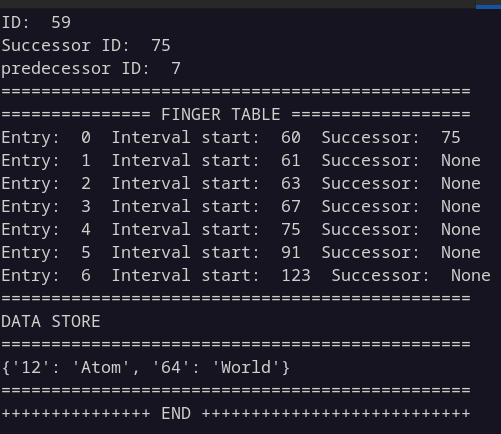 ID:  59
Successor ID:  75
predecessor ID:  7
===============================================
=============== FINGER TABLE ==================
Entry:  0  Interval start:  60  Successor:  75
Entry:  1  Interval start:  61  Successor:  None
Entry:  2  Interval start:  63  Successor:  None
Entry:  3  Interval start:  67  Successor:  None
Entry:  4  Interval start:  75  Successor:  None
Entry:  5  Interval start:  91  Successor:  None
Entry:  6  Interval start:  123  Successor:  None
===============================================
DATA STORE
===============================================
{'12': 'Atom', '64': 'World'}
===============================================
+++++++++++++++ END +++++++++++++++++++++++++++